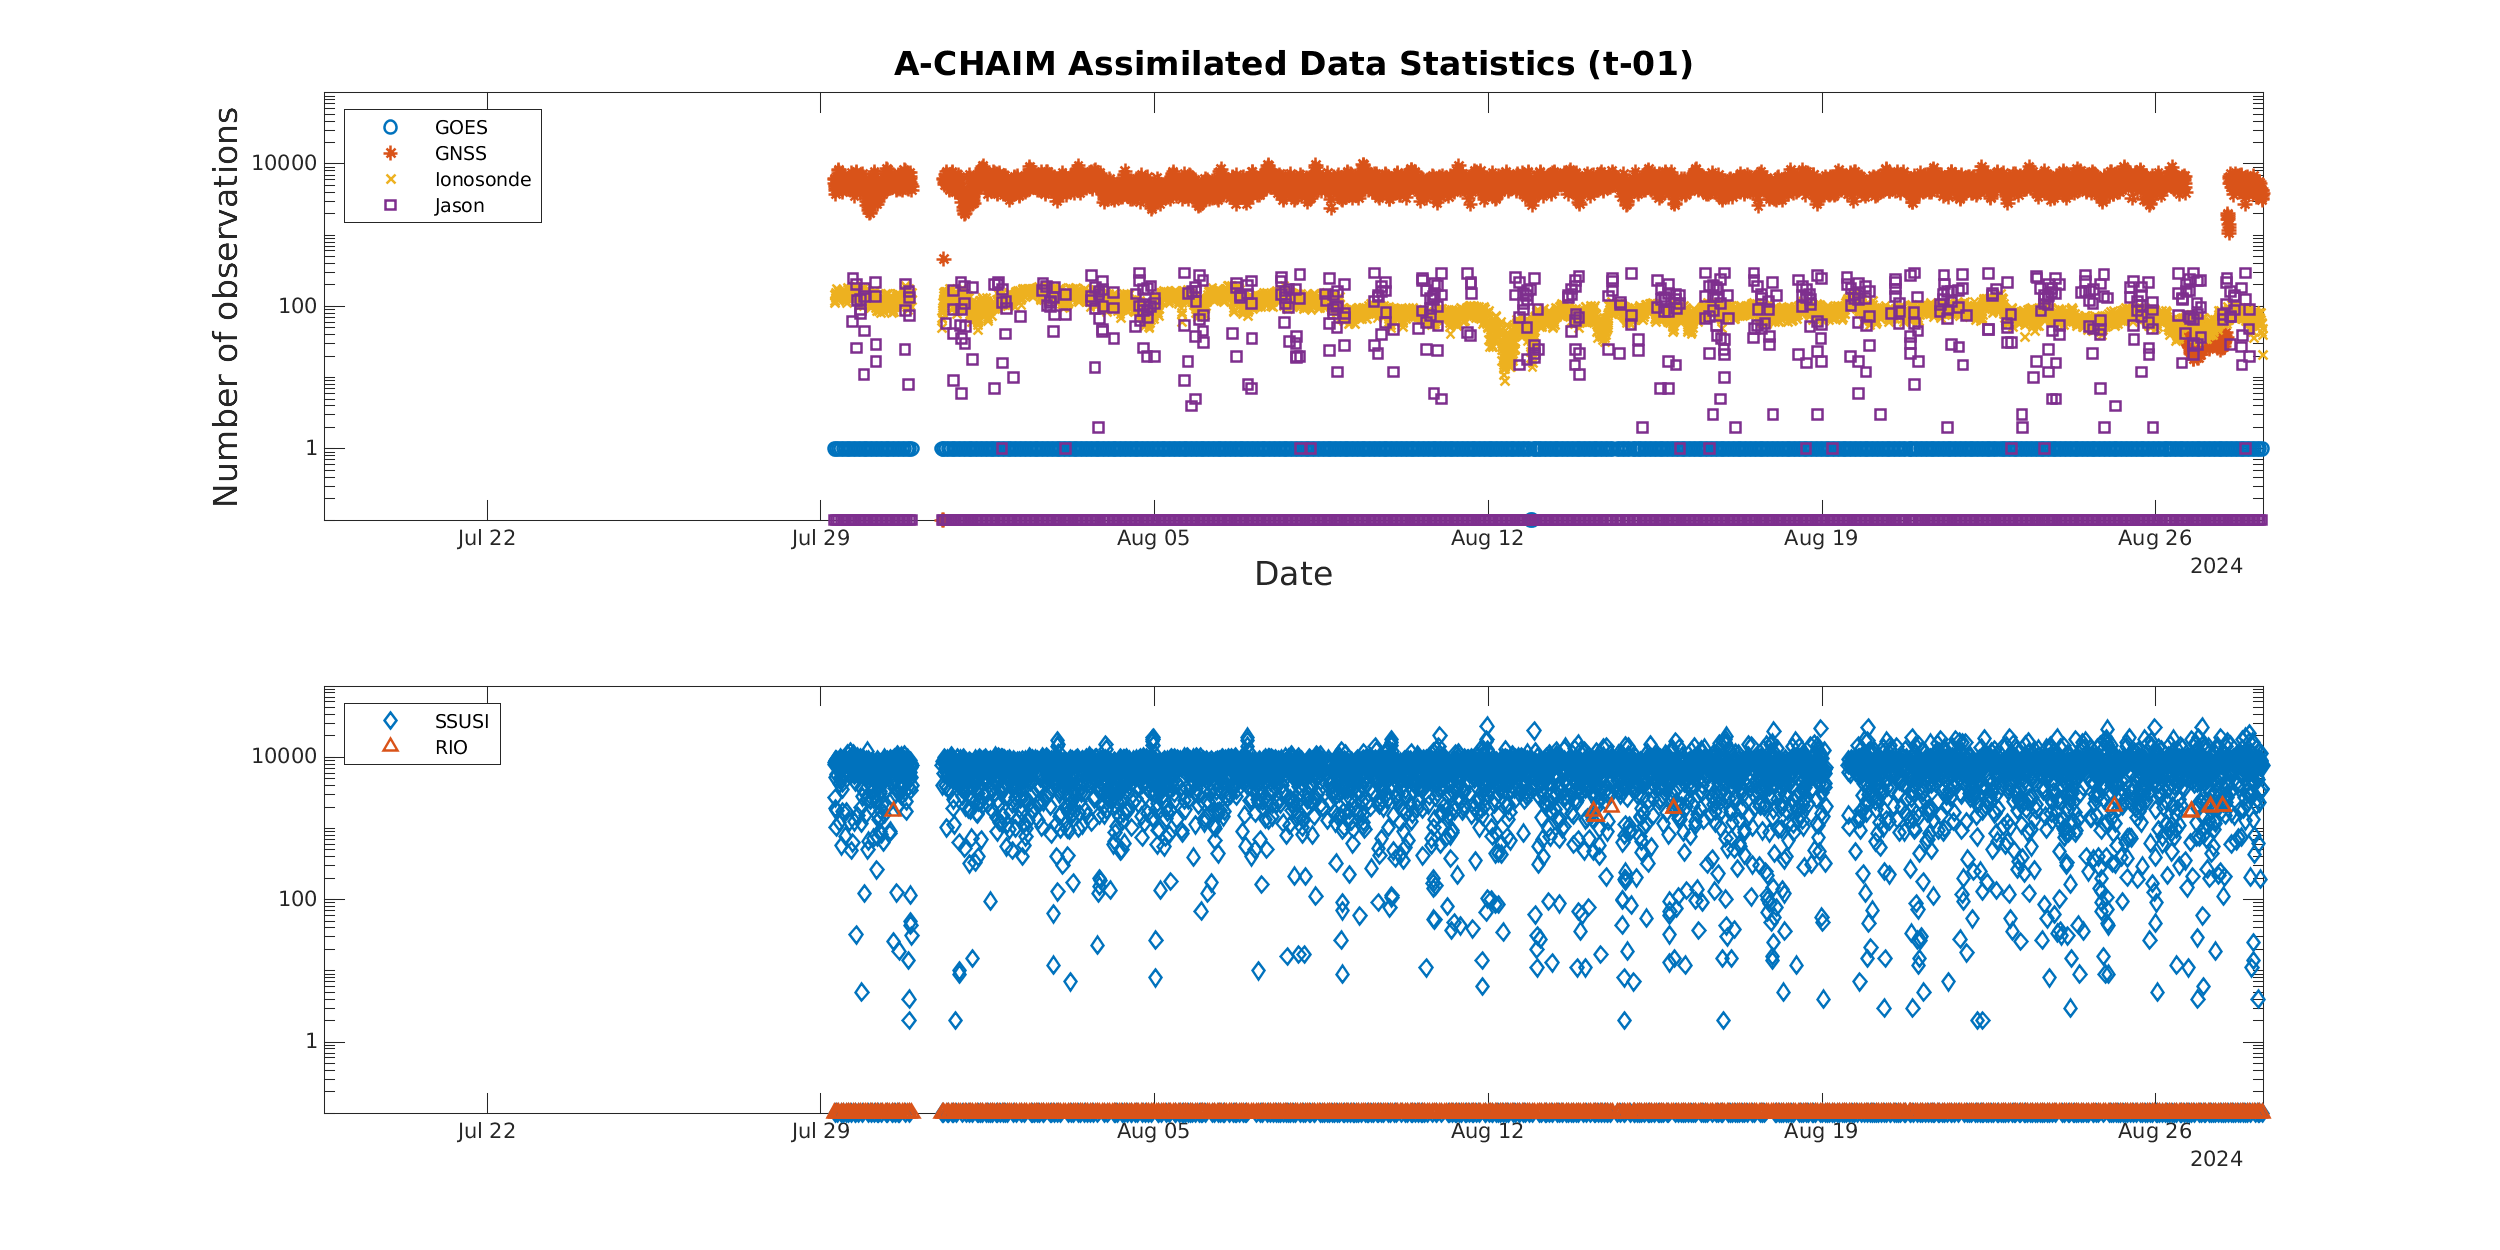 A-CHAIM Assimilated Data Statistics (t-01)
Number of observations
10000
100
1
GOES
GNSS
Ionosonde
Jason
Jul 22
Jul 29
Aug 05
Aug 12
Aug 19
Aug 26
2024
Date
10000
100
1
SSUSI
RIO
Jul 22
Jul 29
Aug 05
Aug 12
Aug 19
Aug 26
2024